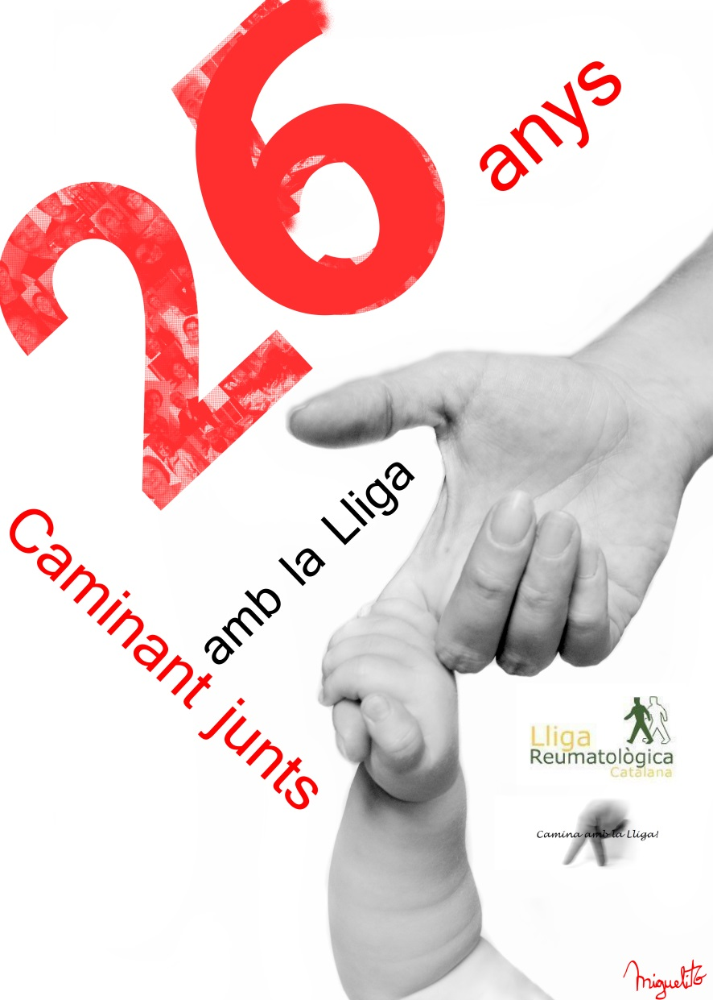 26
anys
Caminant junts
amb la Lliga
Lliga
Reumatològica
Catalana
Camina amb la Lliga!
Miguelito